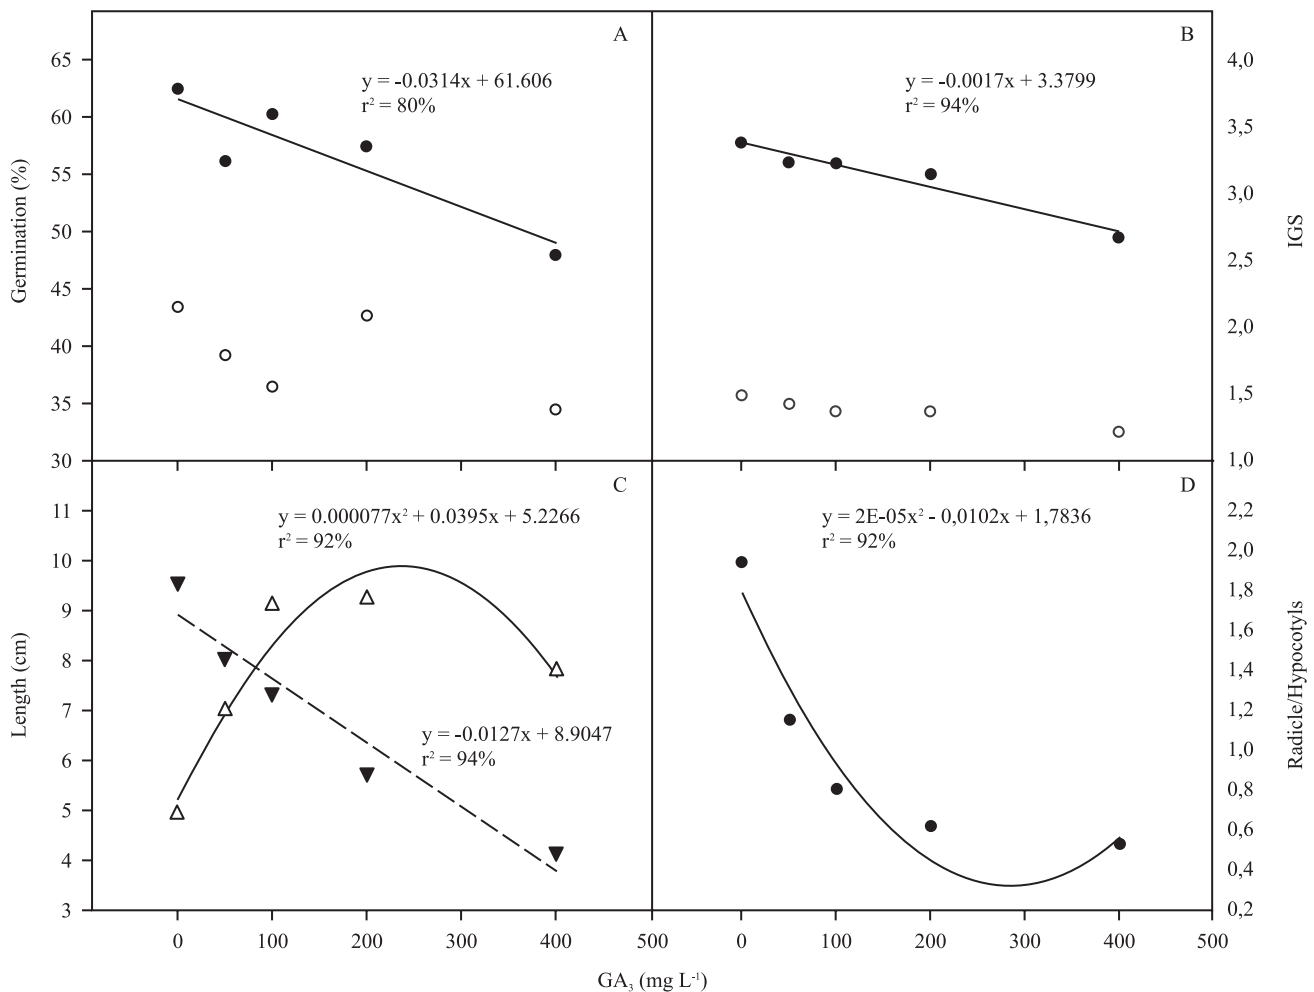 A
B
65
60
55
50
45
40
35
30
Germination (%)
y = -0.0314x + 61.606
r² = 80%
y = -0.0017x + 3.3799
r² = 94%
4,0
3,5
3,0
2,5
2,0
1,5
1,0
IGS
C
D
11
10
9
8
7
6
5
4
3
Length (cm)
y = 0.000077x² + 0.0395x + 5.2266
r² = 92%
y = -0.0127x + 8.9047
r² = 94%
y = 2E-05x² - 0,0102x + 1,7836
r² = 92%
2,2
2,0
1,8
1,6
1,4
1,2
1,0
0,8
0,6
0,4
0,2
Radicle/Hypocotyls
0 100 200 300 400 500 0 100 200 300 400 500
GA₃ (mg L⁻¹)